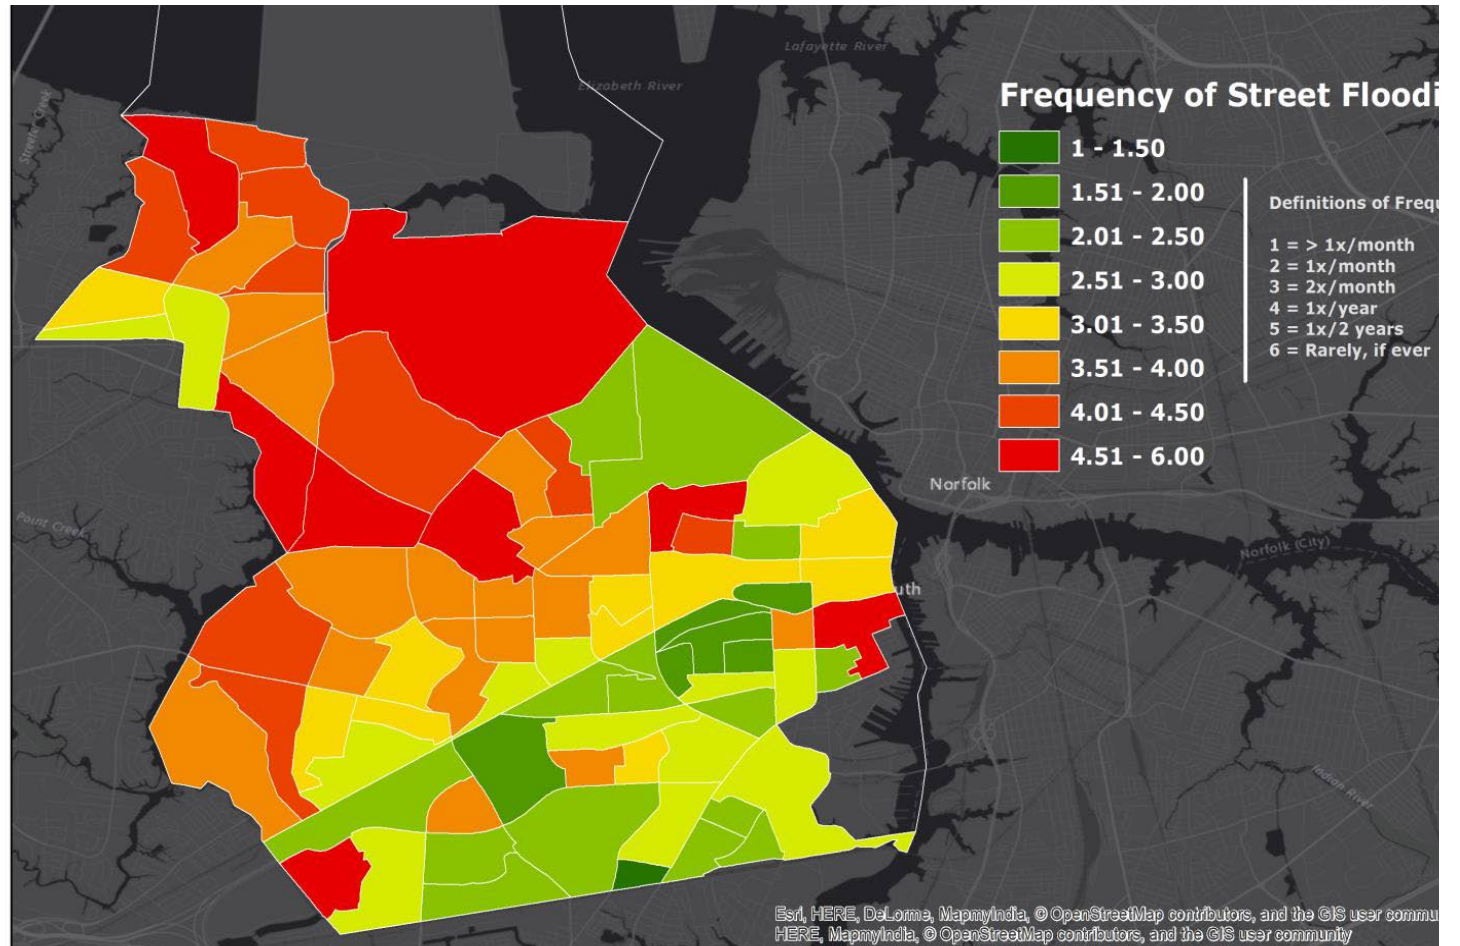 Lafayette River
Elizabeth River
Frequency of Street Floodi
1 - 1.50
1.51 - 2.00
2.01 - 2.50
2.51 - 3.00
3.01 - 3.50
3.51 - 4.00
4.01 - 4.50
4.51 - 6.00
Definitions of Frequ
1 = > 1x/month
2 = 1x/month
3 = 2x/month
4 = 1x/year
5 = 1x/2 years
6 = Rarely, if ever
Norfolk
Point Creek
Norfolk (City)
uth
Indian River
Esri, HERE, DeLorme, MapmyIndia, © OpenStreetMap contributors, and the GIS user commu
HERE, MapmyIndia, © OpenStreetMap contributors, and the GIS user community